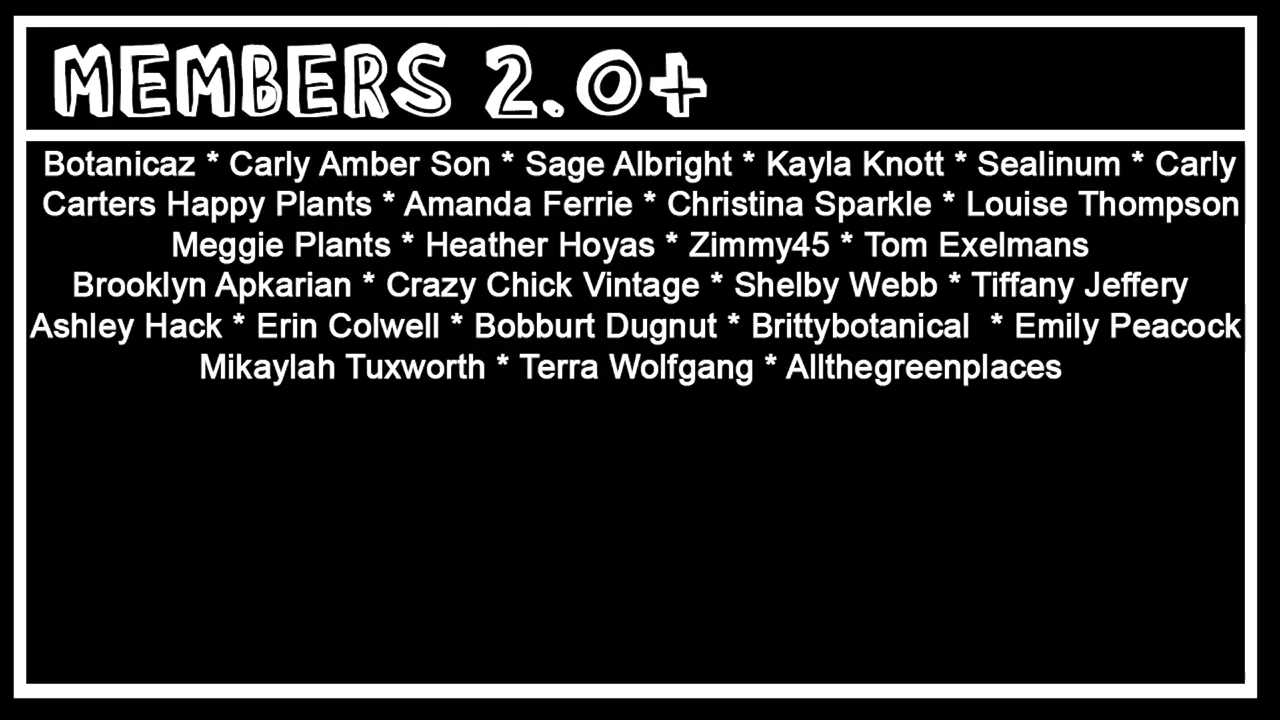 MEMBERS 2.0+
Botanicaz * Carly Amber Son * Sage Albright * Kayla Knott * Sealinum * Carly
Carters Happy Plants * Amanda Ferrie * Christina Sparkle * Louise Thompson
Meggie Plants * Heather Hoyas * Zimmy45 * Tom Exelmans
Brooklyn Apkarian * Crazy Chick Vintage * Shelby Webb * Tiffany Jeffery
Ashley Hack * Erin Colwell * Bobburt Dugnut * Brittybotanical * Emily Peacock
Mikaylah Tuxworth * Terra Wolfgang * Allthegreenplaces